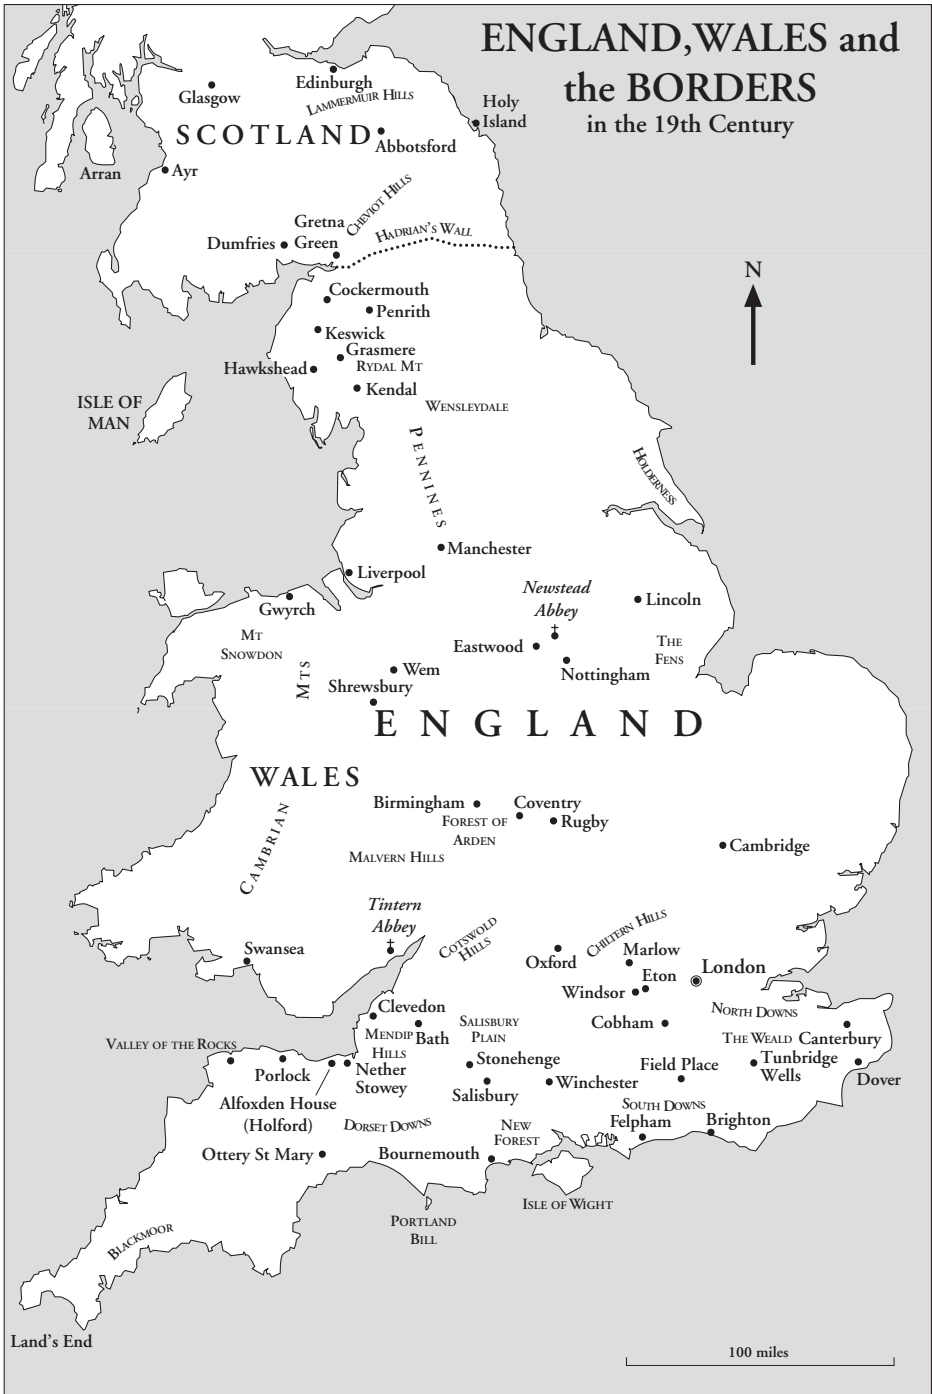 ENGLAND, WALES and
the BORDERS
in the 19th Century
Edinburgh
Glasgow
LAMMERMUIR HILLS
Holy
Island
SCOTLAND
Abbotsford
Arran
Ayr
CHEVIOT HILLS
Gretna
Green
HADRIAN'S WALL
Dumfries
N
Cockermouth
Penrith
Keswick
Grasmere
RYDAL MT
Hawkshead
Kendal
ISLE OF
MAN
WENSLEYDALE
PENNINES
HOLDERNESS
Manchester
Liverpool
Newstead
Abbey
Lincoln
Gwyrch
MT
SNOWDON
Eastwood
THE
FENS
MTS
Wem
Nottingham
Shrewsbury
ENGLAND
WALES
Birmingham
Coventry
FOREST OF
ARDEN
Rugby
CAMBRIAN
MALVERN HILLS
Cambridge
Tintern
Abbey
COTSWOLD
HILLS
CHILTERN HILLS
Swansea
Oxford
Marlow
London
Eton
Windsor
Clevedon
NORTH DOWNS
Cobham
SALISBURY
PLAIN
MENDIP
HILLS
Bath
THE WEALD
Canterbury
VALLEY OF THE ROCKS
Stonehenge
Tunbridge
Wells
Porlock
Nether
Stowey
Field Place
Dover
Salisbury
Winchester
Alfoxden House
(Holford)
SOUTH DOWNS
DORSET DOWNS
NEW
FOREST
Felpham
Brighton
Ottery St Mary
Bournemouth
ISLE OF WIGHT
PORTLAND
BILL
BLACKMOOR
Land's End
100 miles